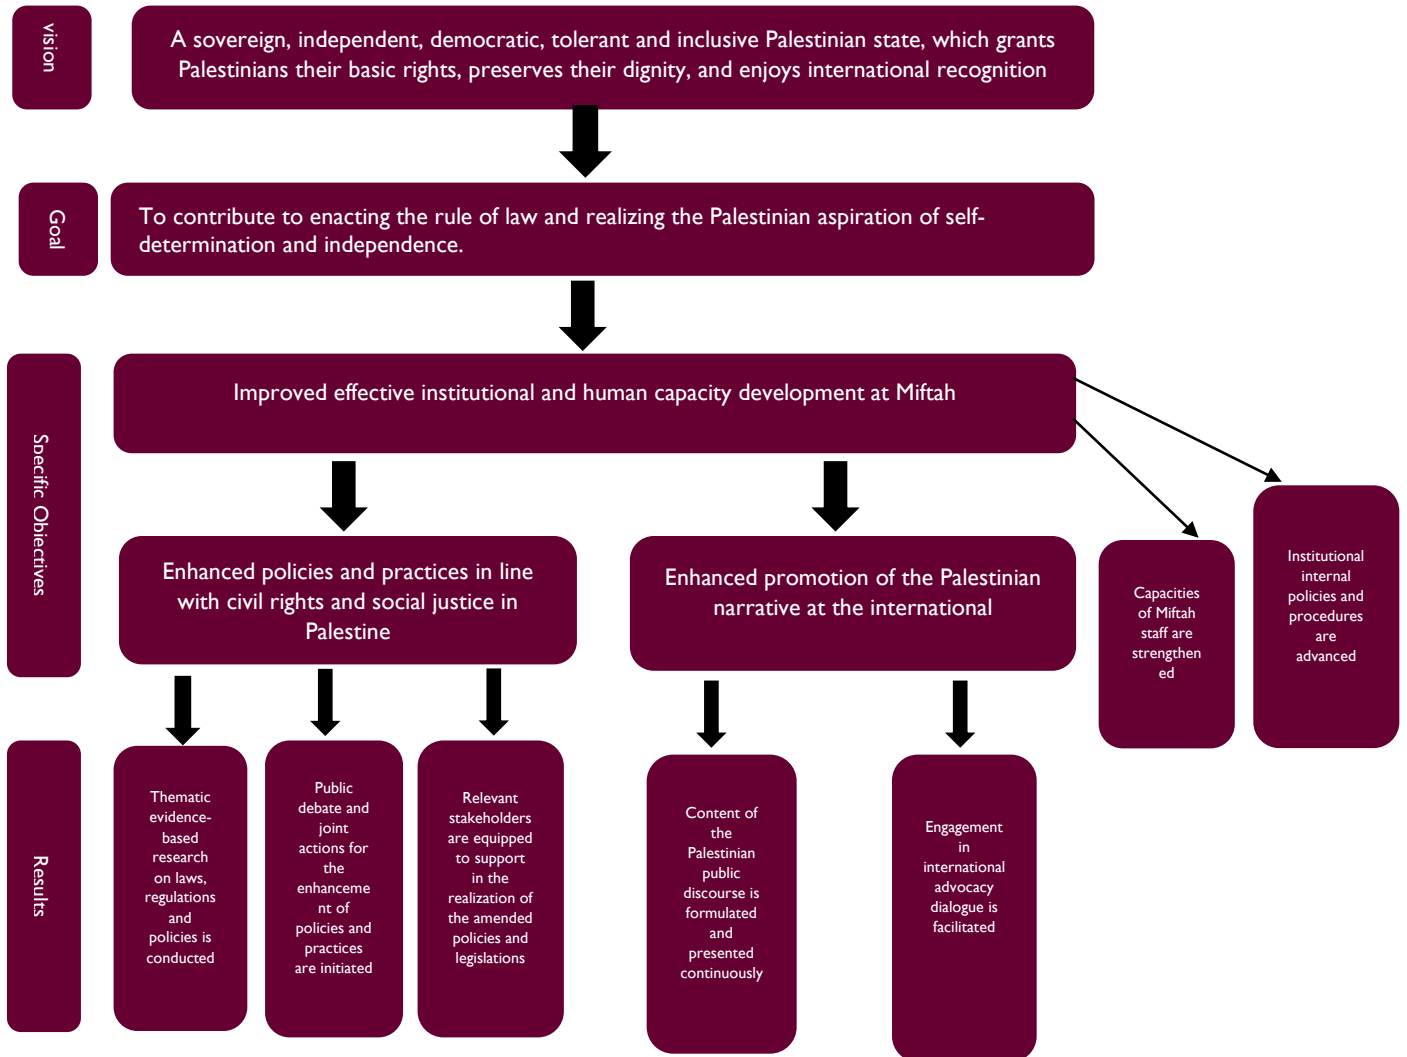 vision
A sovereign, independent, democratic, tolerant and inclusive Palestinian state, which grants
Palestinians their basic rights, preserves their dignity, and enjoys international recognition
Goal
To contribute to enacting the rule of law and realizing the Palestinian aspiration of self-
determination and independence.
Specific Objectives
Improved effective institutional and human capacity development at Miftah
Enhanced policies and practices in line
with civil rights and social justice in
Palestine
Enhanced promotion of the Palestinian
narrative at the international
Capacities
of Miftah
staff are
strengthen
ed
Institutional
internal
policies and
procedures
are
advanced
Results
Thematic
evidence-
based
research
on laws,
regulations
and
policies is
conducted
Public
debate and
joint
actions for
the
enhanceme
nt of
policies and
practices
are initiated
Relevant
stakeholders
are equipped
to support
in the
realization of
the amended
policies and
legislations
Content of
the
Palestinian
public
discourse is
formulated
and
presented
continuously
Engagement
in
international
advocacy
dialogue is
facilitated